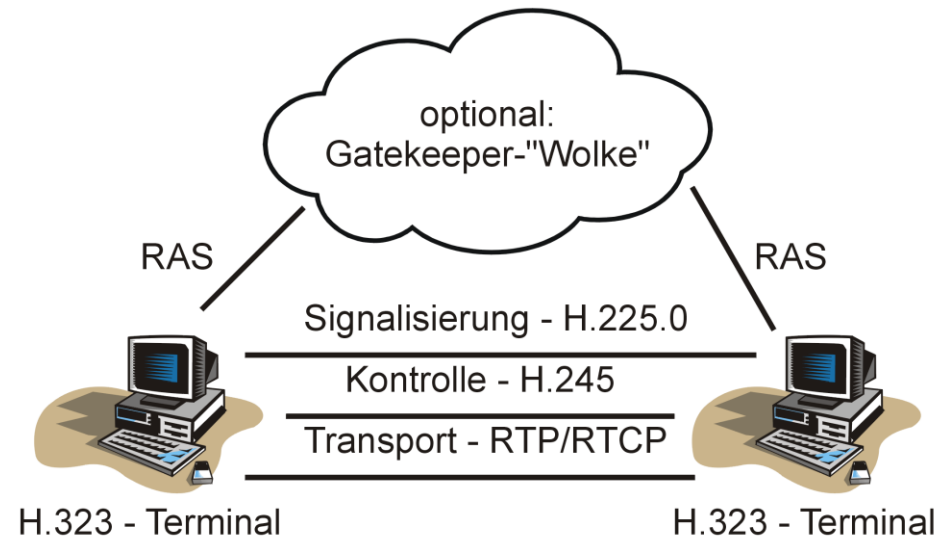 optional:
Gatekeeper-"Wolke"
RAS
RAS
Signalisierung - H.225.0
Kontrolle - H.245
Transport - RTP/RTCP
H.323 - Terminal
H.323 - Terminal